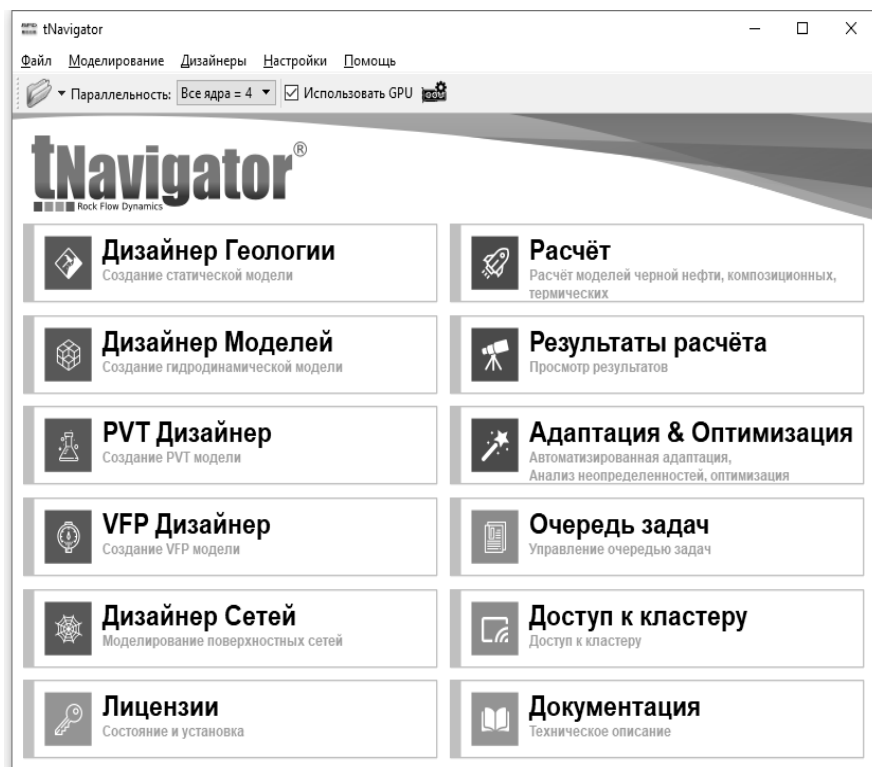 tNavigator
Файл Моделирование Дизайнеры Настройки Помощь
Параллельность: Все ядра = 4 Использовать GPU
tNavigator®
Rock Flow Dynamics
Дизайнер Геологии
Создание статической модели
Расчёт
Расчёт моделей черной нефти, композиционных,
термических
Дизайнер Моделей
Создание гидродинамической модели
Результаты расчёта
Просмотр результатов
PVT Дизайнер
Создание PVT модели
Адаптация & Оптимизация
Автоматизированная адаптация,
Анализ неопределенностей, оптимизация
VFP Дизайнер
Создание VFP модели
Очередь задач
Управление очередью задач
Дизайнер Сетей
Моделирование поверхностных сетей
Доступ к кластеру
Доступ к кластеру
Лицензии
Состояние и установка
Документация
Техническое описание